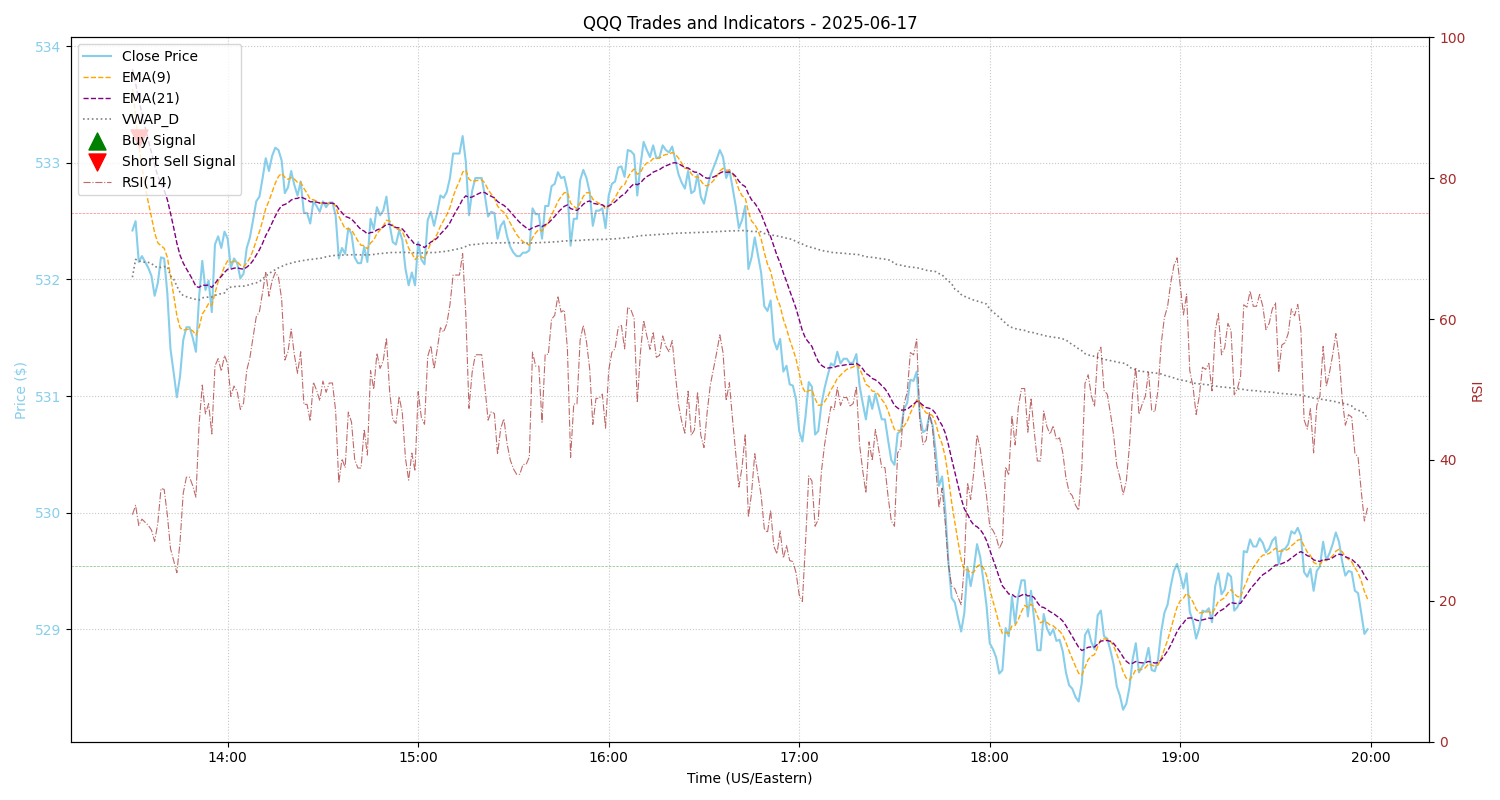 QQQ Trades and Indicators - 2025-06-17
Close Price
EMA(9)
EMA(21)
VWAP_D
Buy Signal
Short Sell Signal
RSI(14)
534
533
532
531
530
529
Price ($)
100
80
60
40
20
0
RSI
14:00 15:00 16:00 17:00 18:00 19:00 20:00
Time (US/Eastern)